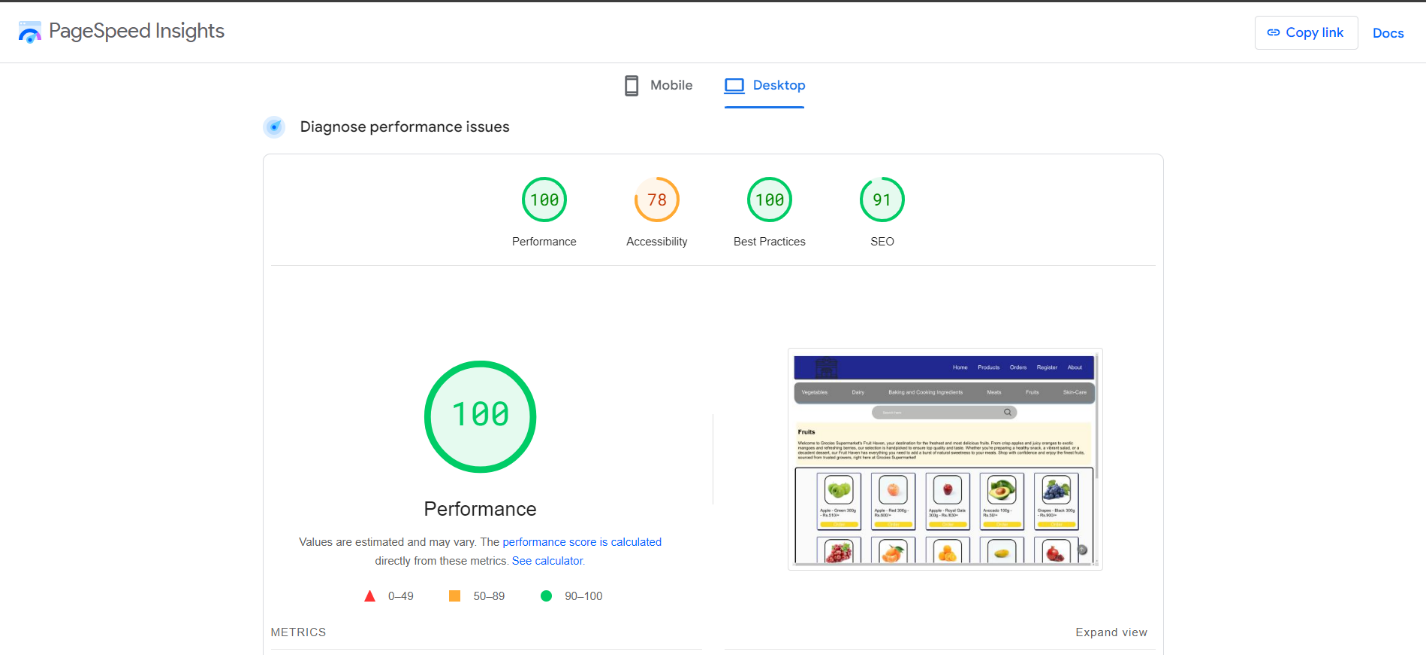 PageSpeed Insights
Copy link
Docs
Mobile
Desktop
Diagnose performance issues
100
78
100
91
Performance
Accessibility
Best Practices
SEO
100
Performance
Values are estimated and may vary. The performance score is calculated
directly from these metrics. See calculator.
0–49
50–89
90–100
METRICS
Expand view
Home Products Orders Register About
Vegetables Dairy Baking and Cooking Ingredients Meats Fruits Skin-Care
Fruits